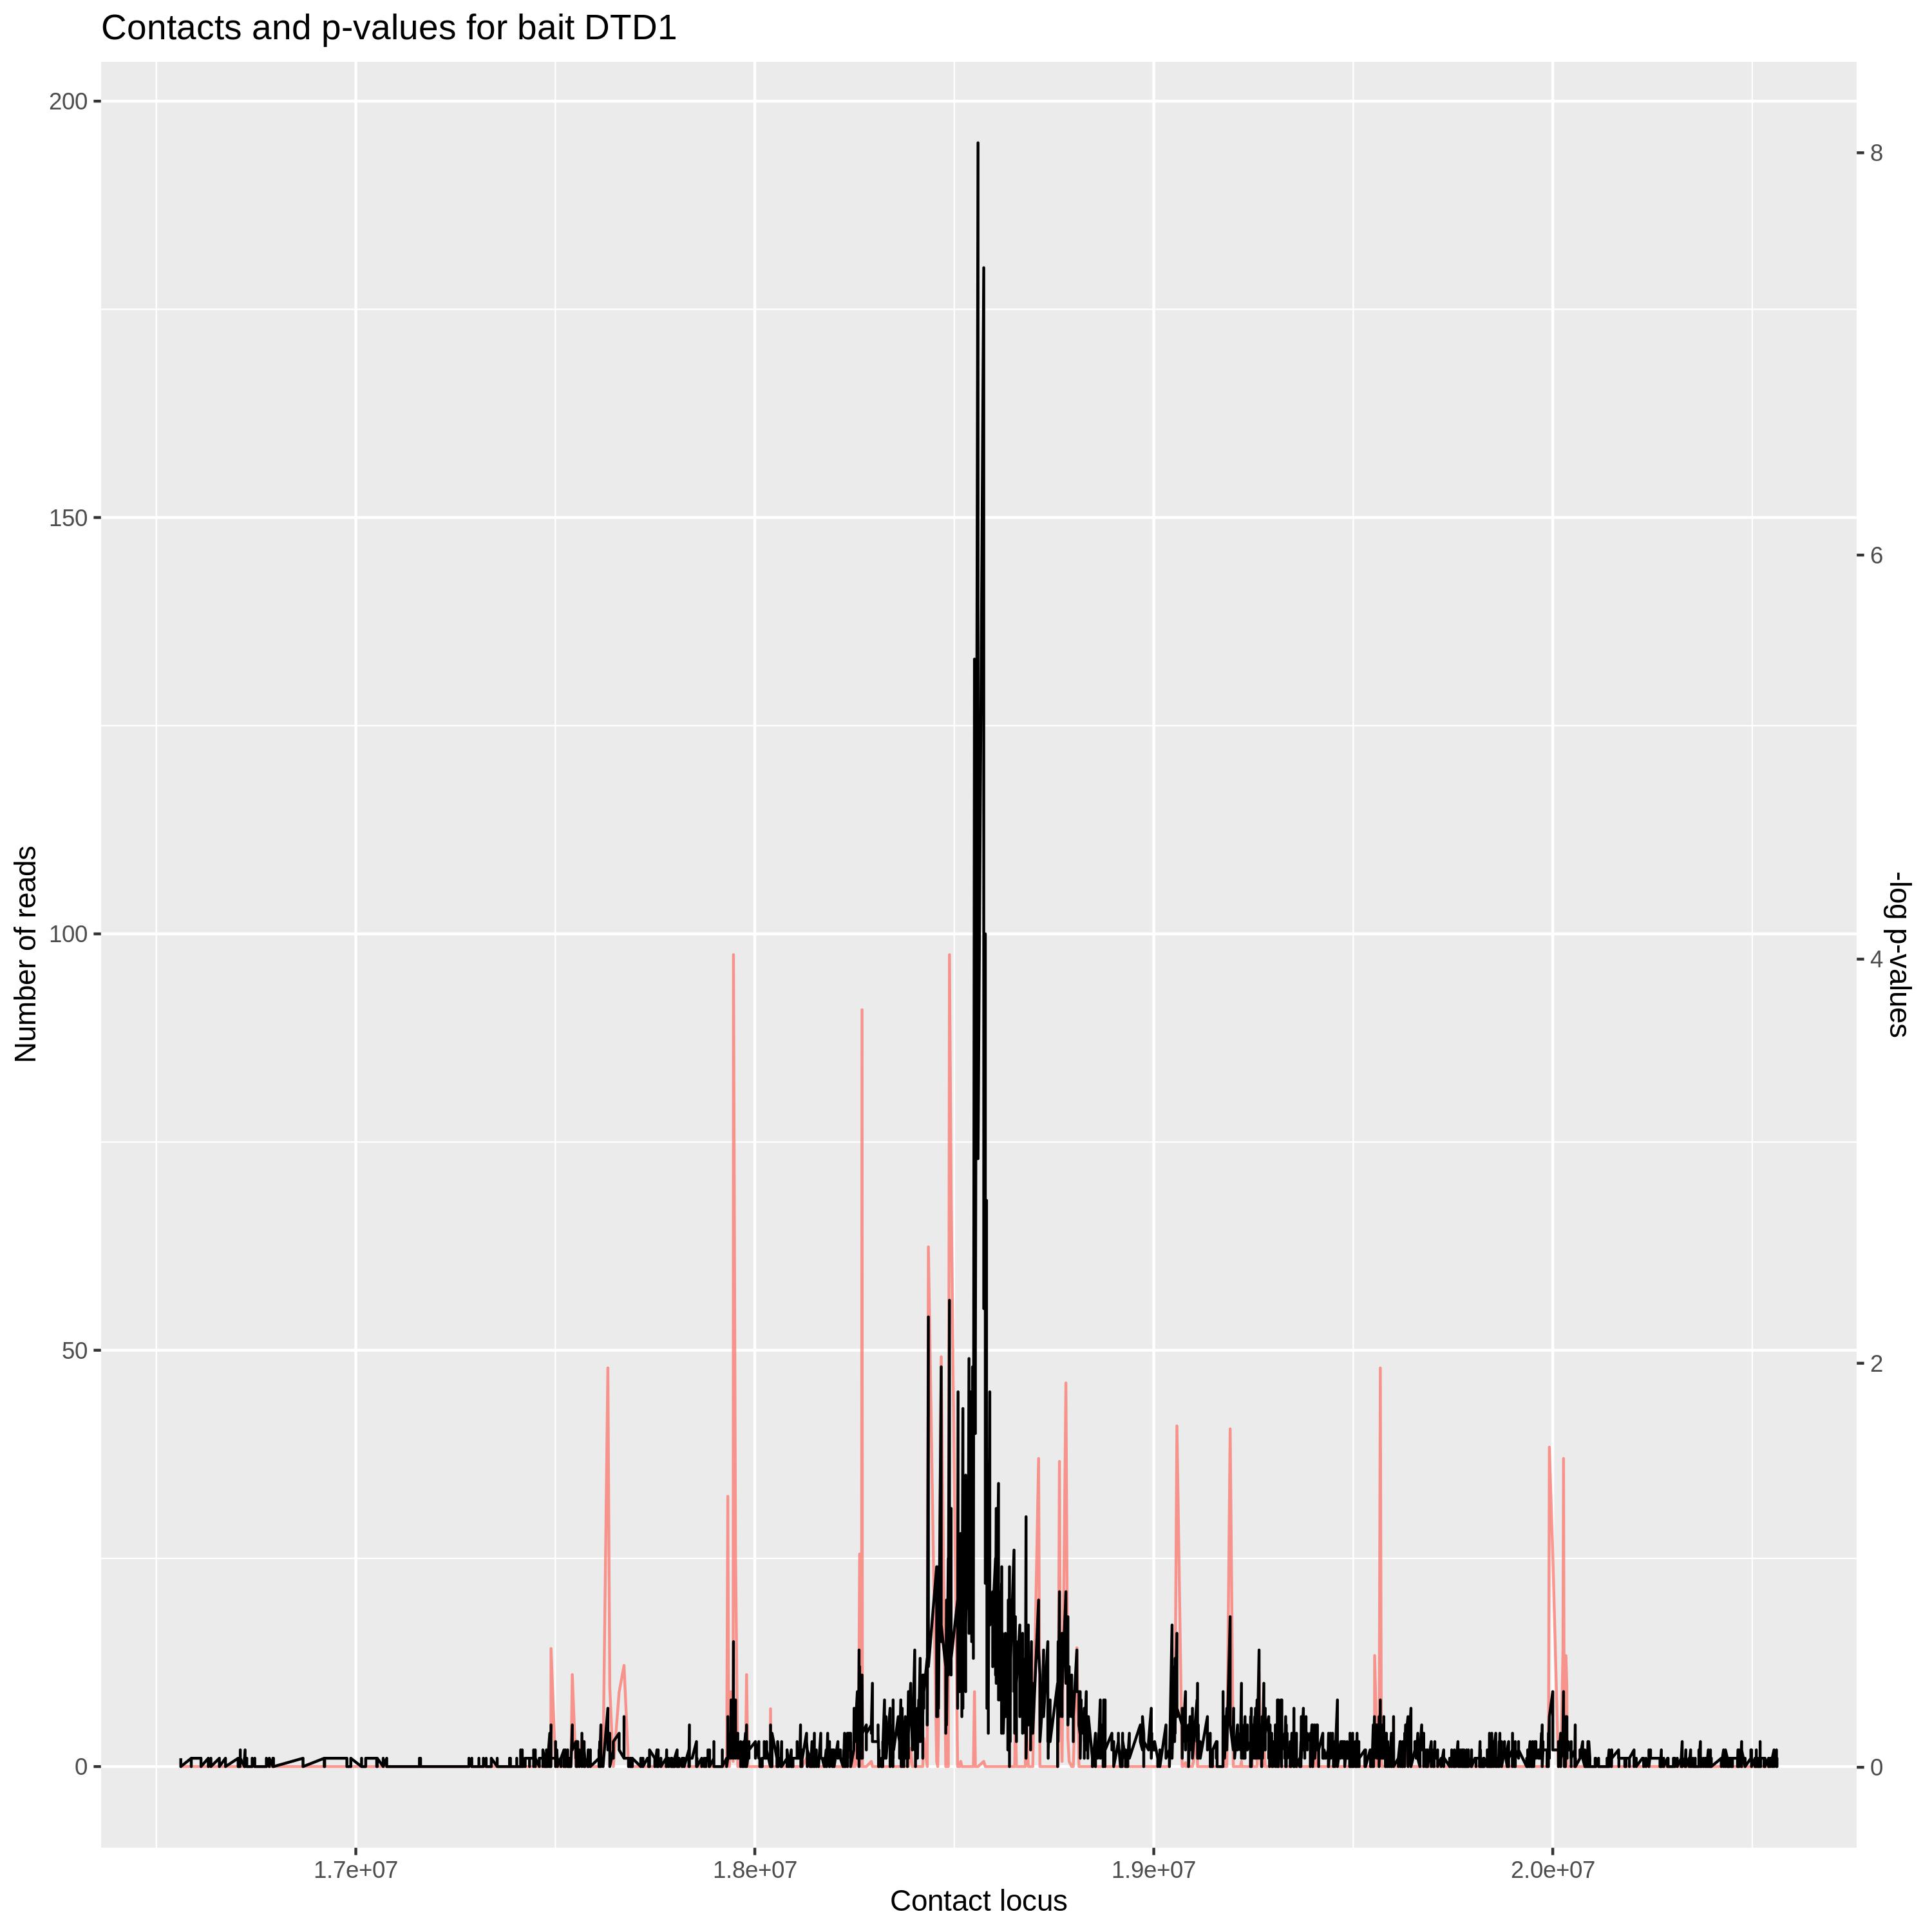 Contacts and p-values for bait DTD1
200
150
100
50
0
Number of reads
8
6
4
2
0
-log p-values
1.7e+07
1.8e+07
1.9e+07
2.0e+07
Contact locus